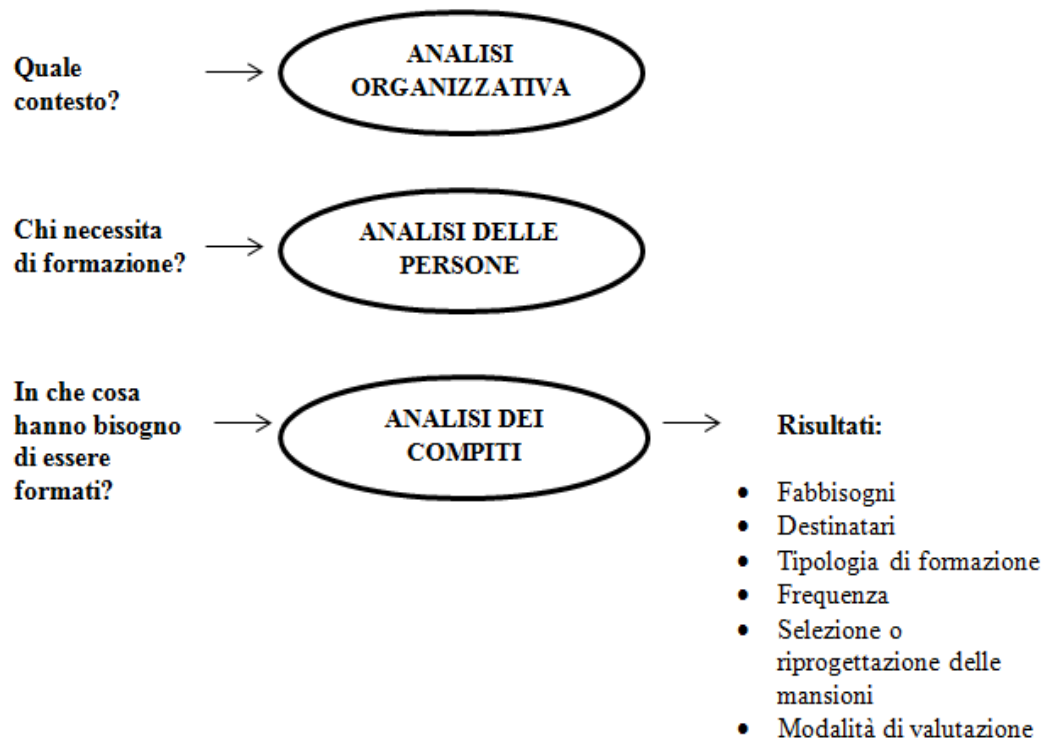 Quale
contesto?
ANALISI
ORGANIZZATIVA
Chi necessita
di formazione?
ANALISI DELLE
PERSONE
In che cosa
hanno bisogno
di essere
formati?
ANALISI DEI
COMPITI
Risultati:
• Fabbisogni
• Destinatari
• Tipologia di formazione
• Frequenza
• Selezione o
riprogettazione delle
mansioni
• Modalità di valutazione